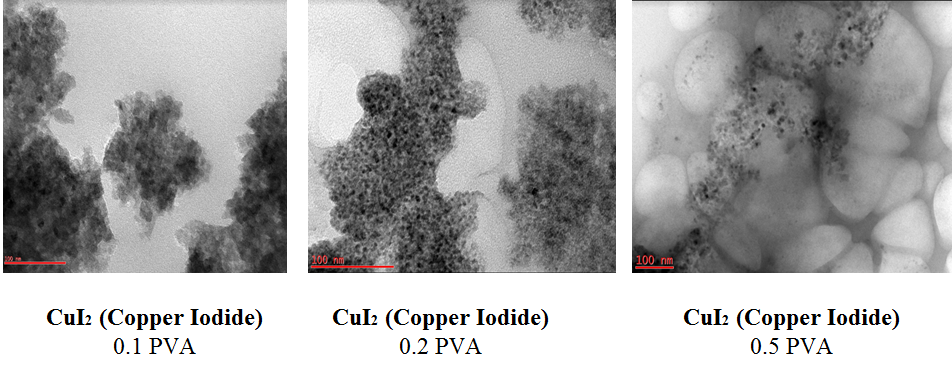 100 nm
100 nm
100 nm
CuI₂ (Copper Iodide)
0.1 PVA
CuI₂ (Copper Iodide)
0.2 PVA
CuI₂ (Copper Iodide)
0.5 PVA